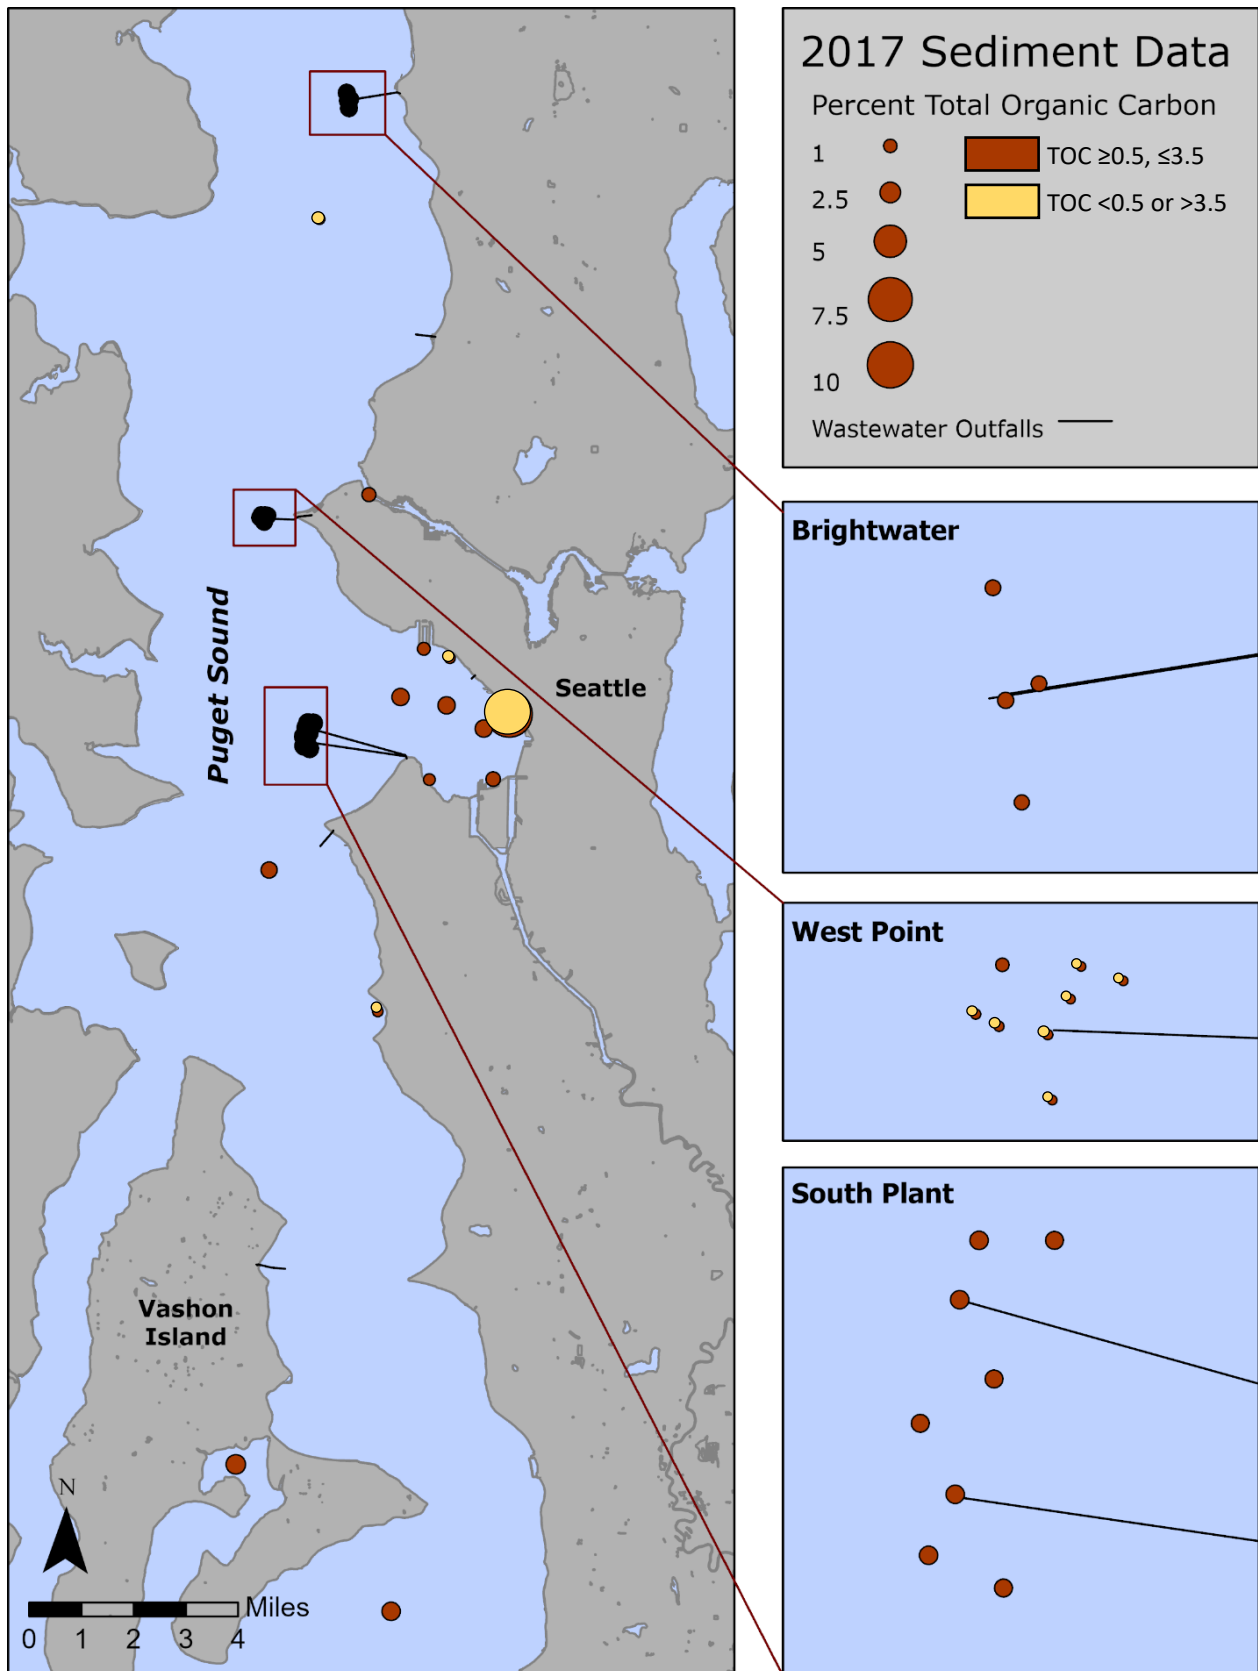 2017 Sediment Data
Percent Total Organic Carbon
1
TOC ≥0.5, ≤3.5
2.5
TOC <0.5 or >3.5
5
7.5
10
Wastewater Outfalls
Brightwater
West Point
South Plant
Puget Sound
Seattle
Vashon
Island
N
Miles
0 1 2 3 4